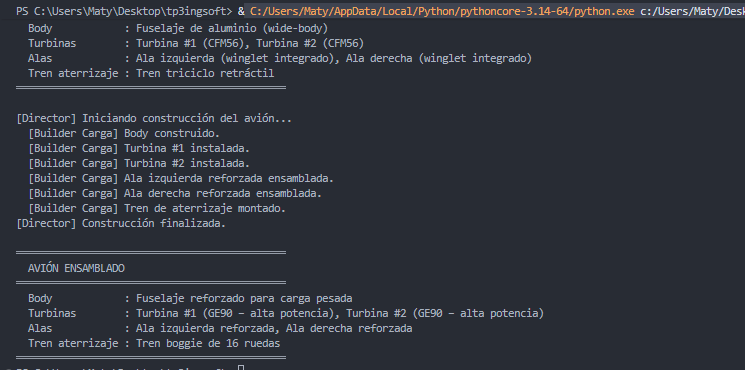 PS C:\Users\Maty\Desktop\tp3ingsoft> & C:/Users/Maty/AppData/Local/Python/pythoncore-3.14-64/python.exe c:/Users/Maty/Des
Body : Fuselaje de aluminio (wide-body)
Turbinas : Turbina #1 (CFM56), Turbina #2 (CFM56)
Alas : Ala izquierda (winglet integrado), Ala derecha (winglet integrado)
Tren aterrizaje : Tren triciclo retráctil
[Director] Iniciando construcción del avión...
[Builder Carga] Body construido.
[Builder Carga] Turbina #1 instalada.
[Builder Carga] Turbina #2 instalada.
[Builder Carga] Ala izquierda reforzada ensamblada.
[Builder Carga] Ala derecha reforzada ensamblada.
[Builder Carga] Tren de aterrizaje montado.
[Director] Construcción finalizada.
AVIÓN ENSAMBLADO
Body : Fuselaje reforzado para carga pesada
Turbinas : Turbina #1 (GE90 – alta potencia), Turbina #2 (GE90 – alta potencia)
Alas : Ala izquierda reforzada, Ala derecha reforzada
Tren aterrizaje : Tren boggie de 16 ruedas